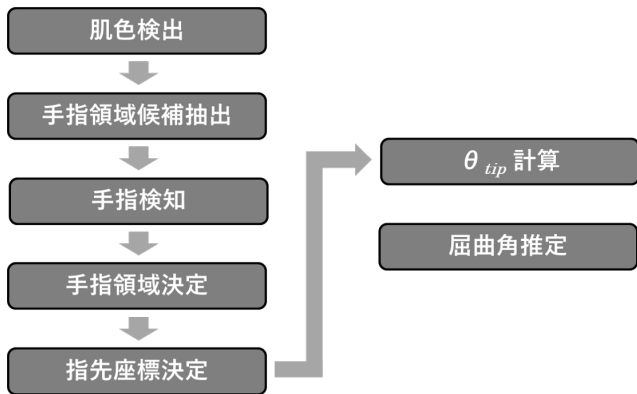 肌色検出
手指領域候補抽出
手指検知
手指領域決定
指先座標決定
θ tip 計算
屈曲角推定